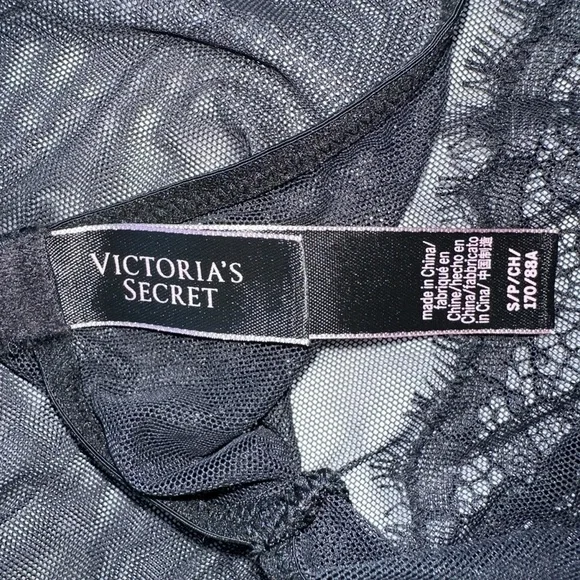 VICTORIA'S
SECRET
made in China/
fabriqué en
Chine/hecho en
China/fabbricato
in Cina/ 中国制造
S/P/CH/
170/88A